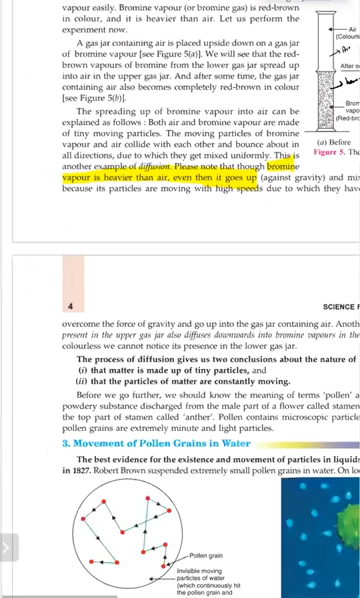 vapour easily. Bromine vapour (or bromine gas) is red-brown
in colour, and it is heavier than air. Let us perform the
experiment now.
A gas jar containing air is placed upside down on a gas jar
of bromine vapour [see Figure 5(a)]. We will see that the red-
brown vapours of bromine from the lower gas jar spread up
into air in the upper gas jar. And after some time, the gas jar
containing air also becomes completely red-brown in colour
[see Figure 5(b)].
The spreading up of bromine vapour into air can be
explained as follows : Both air and bromine vapour are made
of tiny moving particles. The moving particles of bromine
vapour and air collide with each other and bounce about in
all directions, due to which they get mixed uniformly. This is
another example of diffusion. Please note that though bromine
vapour is heavier than air, even then it goes up (against gravity) and
because its particles are moving with high speeds due to which they
Air
Air
After
(a) Before
Figure 5.
4
SCIENCE
overcome the force of gravity and go up into the gas jar containing air.
present in the upper gas jar also diffuses downwards into bromine vapours in the
colourless we cannot notice its presence in the lower gas jar.
The process of diffusion gives us two conclusions about the nature of
(i) that matter is made up of tiny particles, and
(ii) that the particles of matter are constantly moving.
Before we go further, we should know the meaning of terms 'pollen'
powdery substance discharged from the male part of a flower called
the top part of stamen called 'anther'. Pollen contains microscopic
pollen grains are extremely minute and light particles.
3. Movement of Pollen Grains in Water
The best evidence for the existence and movement of particles in
in 1827. Robert Brown suspended extremely small pollen grains in water. On
Pollen grain
Invisible moving
particles of water
(which continuously hit
the pollen grain and